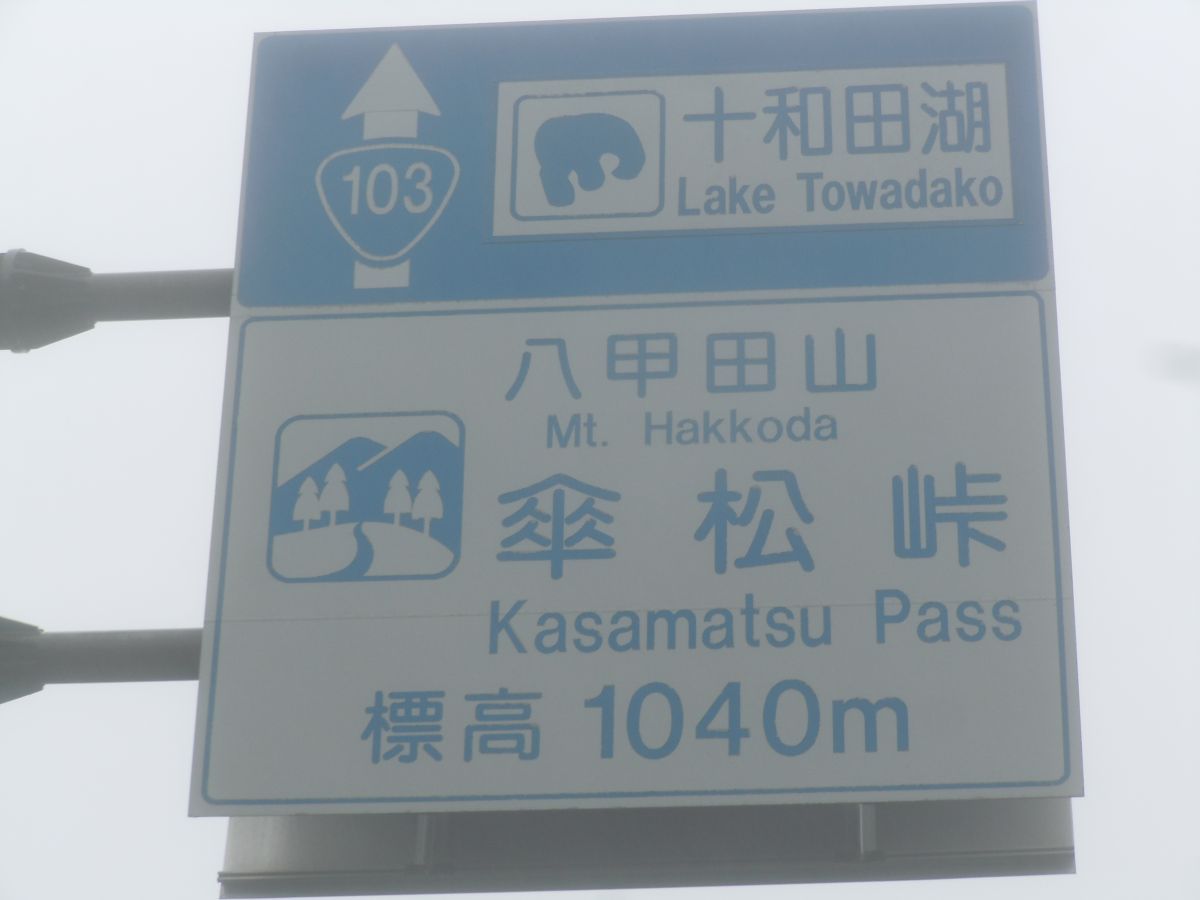 103
十和田湖
Lake Towadako
八甲田山
Mt. Hakkoda
傘松峠
Kasamatsu Pass
標高 1040m